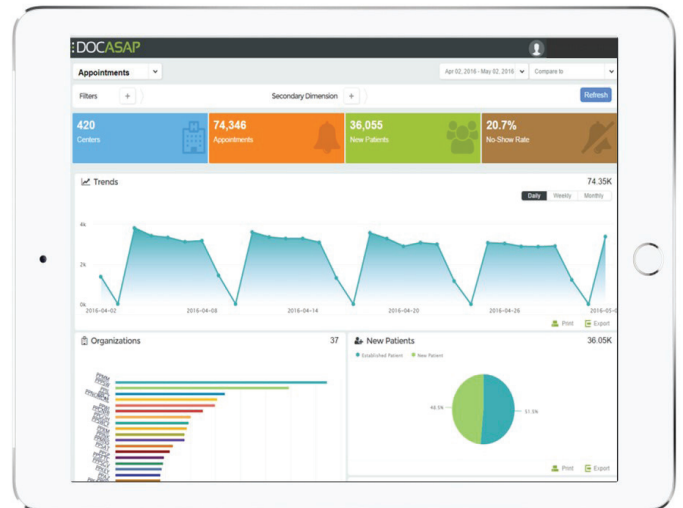 DOCASAP
Appointments
Apr 02, 2016 - May 02, 2016
Compare to
Filters
+
Secondary Dimension
+
Refresh
420
Centers
74,346
Appointments
36,055
New Patients
20.7%
No-Show Rate
Trends
74.35K
Daily
Weekly
Monthly
4k
2k
0k
2016-04-02
2016-04-08
2016-04-14
2016-04-20
2016-04-26
Print
Export
Organizations
37
New Patients
36.05K
Established Patient
New Patient
48.5%
51.5%
Print
Export